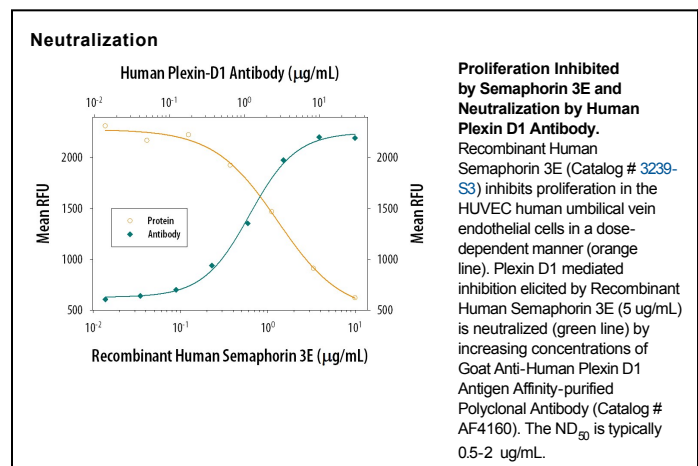 Neutralization
Human Plexin-D1 Antibody (μg/mL)
10-2 10-1 100 101
Mean RFU
2000
1500
1000
500
Protein
Antibody
2000
1500
1000
500
Mean RFU
10-2 10-1 100 101
Recombinant Human Semaphorin 3E (μg/mL)
Proliferation Inhibited
by Semaphorin 3E and
Neutralization by Human
Plexin D1 Antibody.
Recombinant Human
Semaphorin 3E (Catalog # 3239-
S3) inhibits proliferation in the
HUVEC human umbilical vein
endothelial cells in a dose-
dependent manner (orange
line). Plexin D1 mediated
inhibition elicited by Recombinant
Human Semaphorin 3E (5 ug/mL)
is neutralized (green line) by
increasing concentrations of
Goat Anti-Human Plexin D1
Antigen Affinity-purified
Polyclonal Antibody (Catalog #
AF4160). The ND50 is typically
0.5-2 ug/mL.